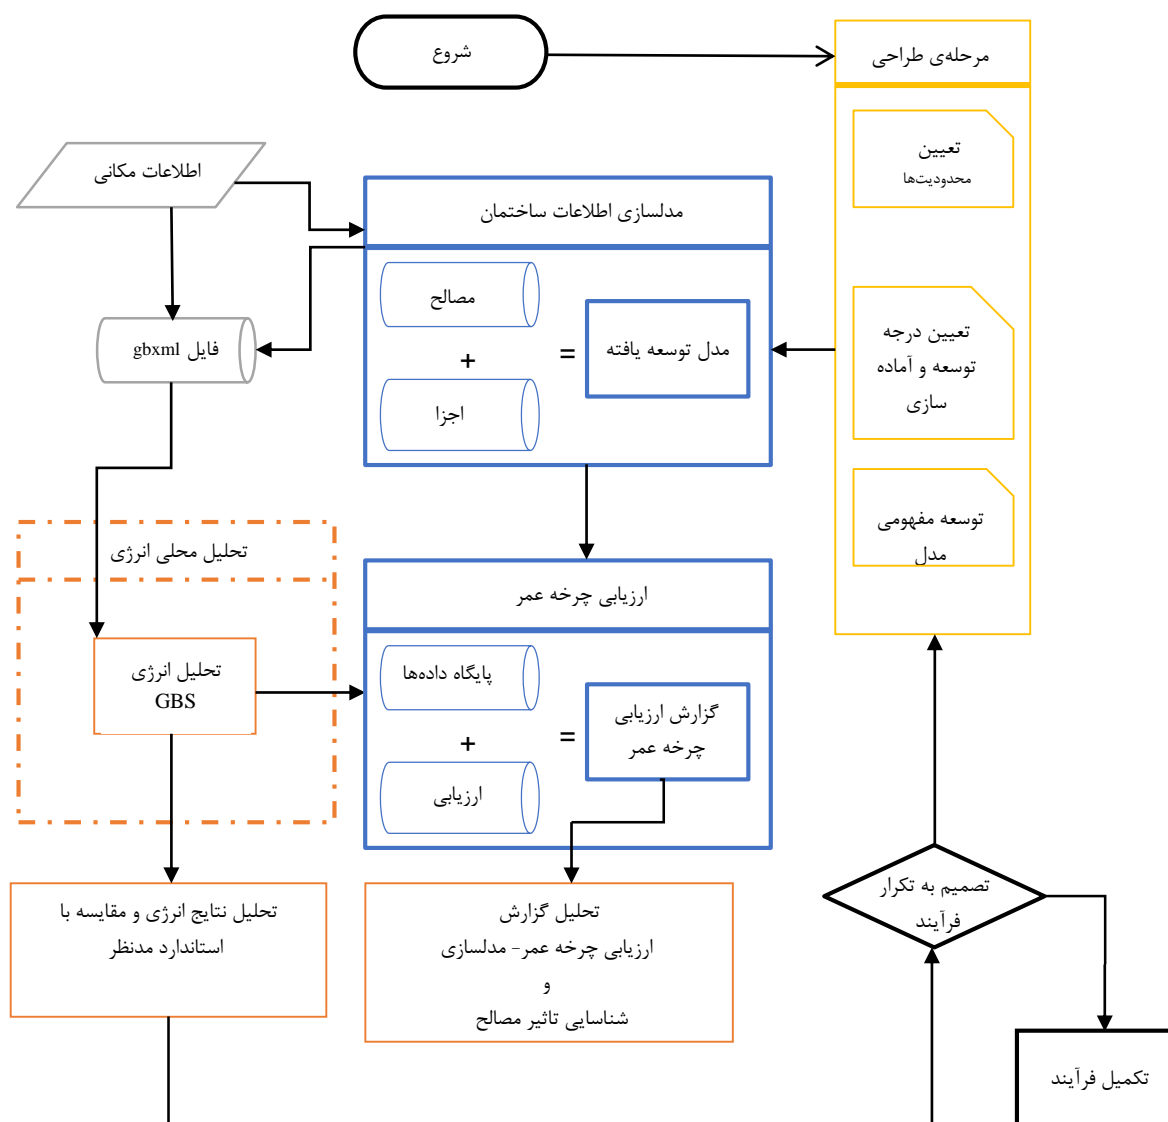 شروع
مرحله‌ی طراحی
تعیین
محدودیت‌ها
تعیین درجه
توسعه و آماده
سازی
توسعه مفهومی
مدل
اطلاعات مکانی
فایل gbxml
مدلسازی اطلاعات ساختمان
مصالح
+
اجزا
=
مدل توسعه یافته
تحلیل محلی انرژی
تحلیل انرژی
GBS
ارزیابی چرخه عمر
پایگاه داده‌ها
+
ارزیابی
=
گزارش ارزیابی
چرخه عمر
تحلیل نتایج انرژی و مقایسه با
استاندارد مدنظر
تحلیل گزارش
ارزیابی چرخه عمر- مدلسازی
و
شناسایی تاثیر مصالح
تصمیم به تکرار
فرآیند
تکمیل فرآیند